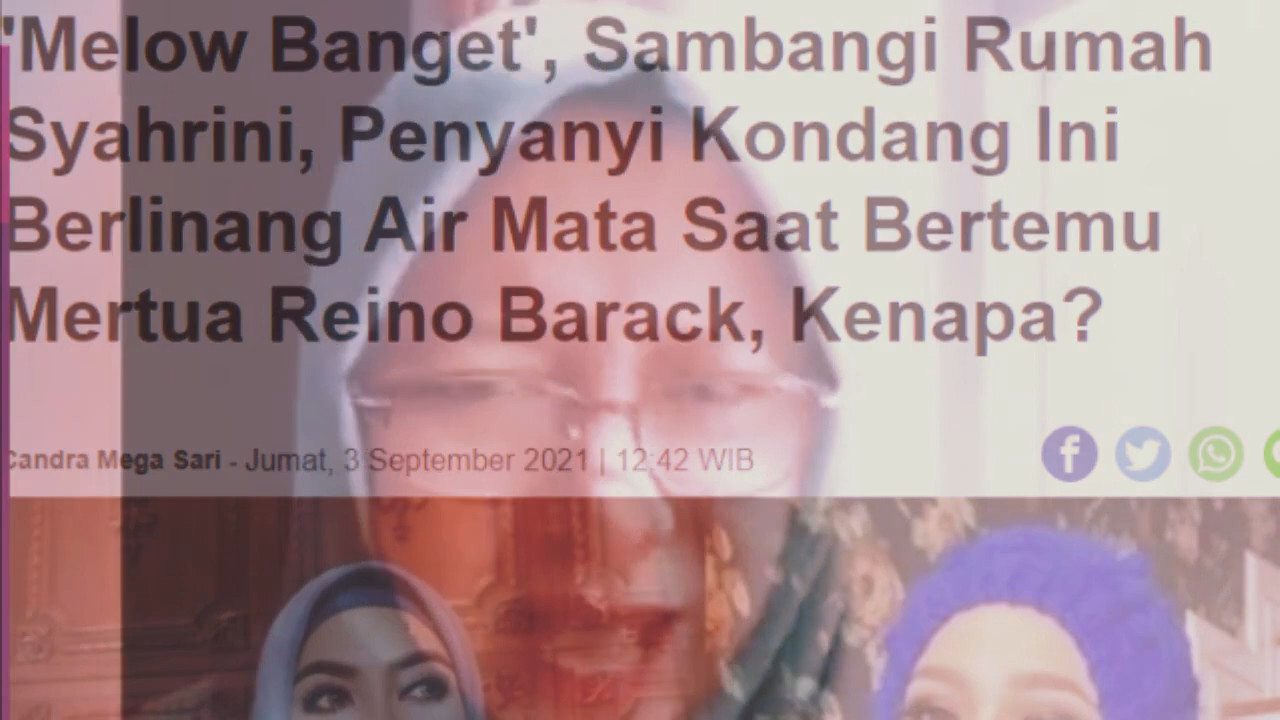 'Melow Banget', Sambangi Rumah
Syahrini, Penyanyi Kondang Ini
Berlinang Air Mata Saat Bertemu
Mertua Reino Barack, Kenapa?
Candra Mega Sari - Jumat, 3 September 2021 | 12:42 WIB